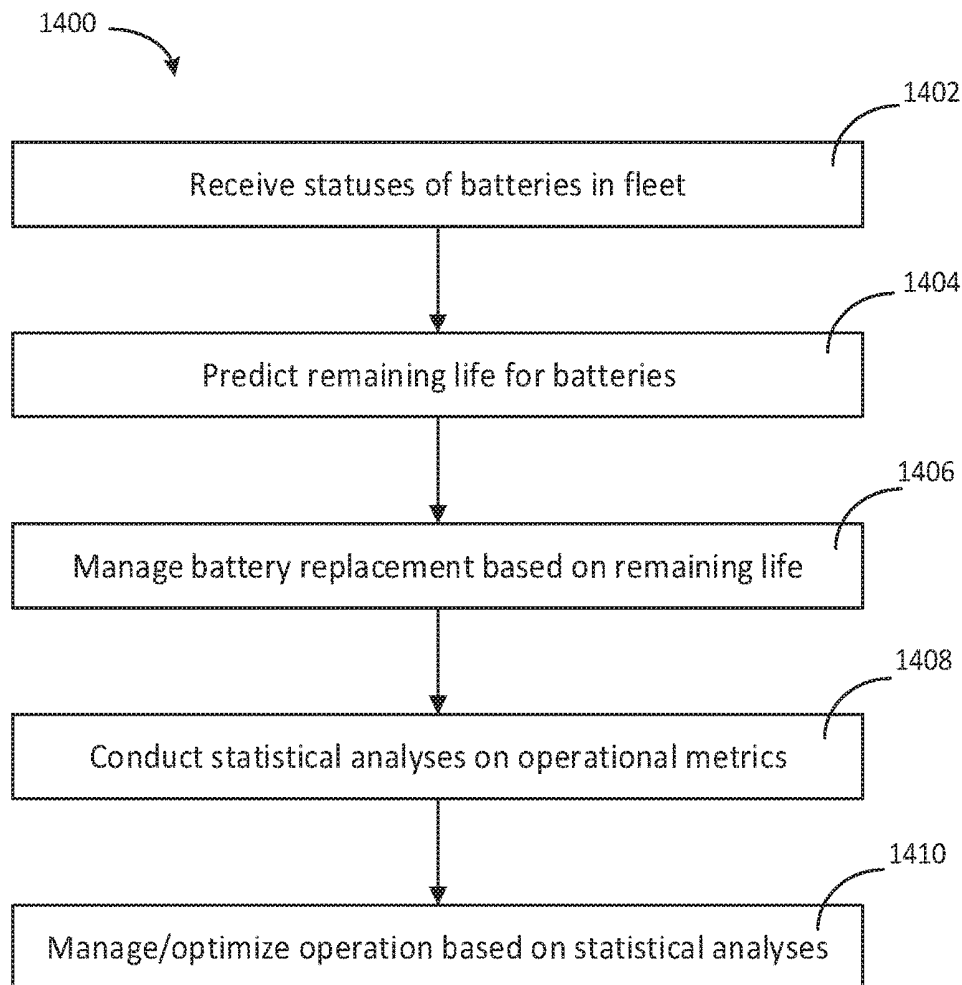 1400
1402
Receive statuses of batteries in fleet
1404
Predict remaining life for batteries
1406
Manage battery replacement based on remaining life
1408
Conduct statistical analyses on operational metrics
1410
Manage/optimize operation based on statistical analyses